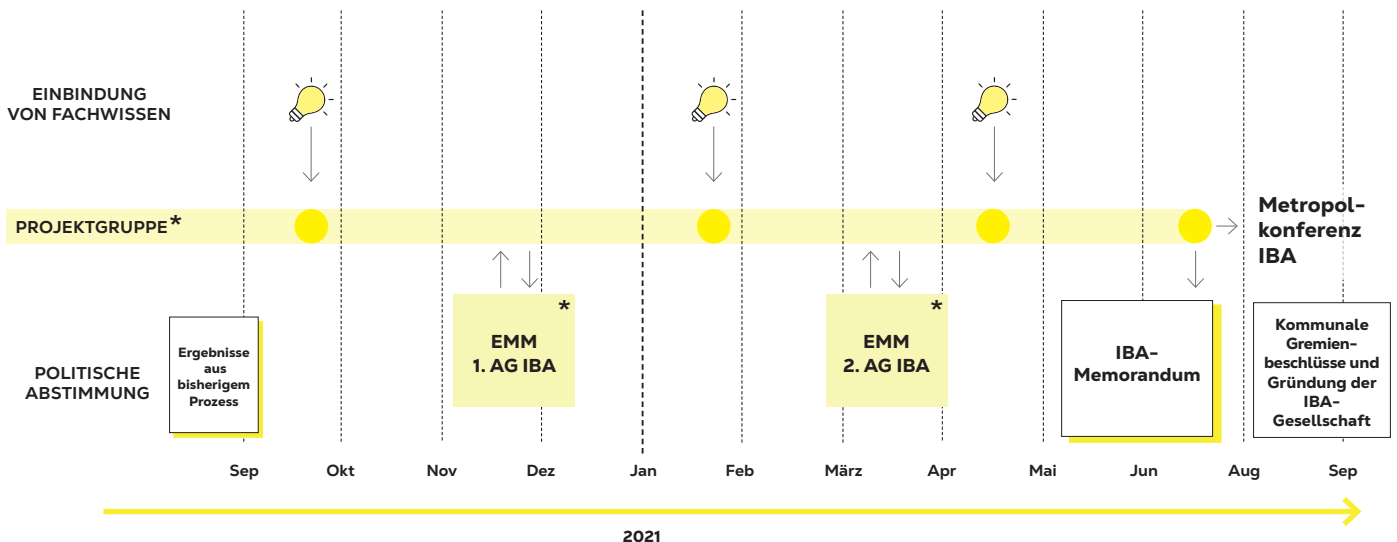 EINBINDUNG
VON FACHWISSEN
PROJEKTGRUPPE*
Metropol-
konferenz
IBA
POLITISCHE
ABSTIMMUNG
Ergebnisse
aus
bisherigem
Prozess
*
EMM
1. AG IBA
*
EMM
2. AG IBA
IBA-
Memorandum
Kommunale
Gremien-
beschlüsse und
Gründung der
IBA-
Gesellschaft
Sep Okt Nov Dez Jan Feb März Apr Mai Jun Aug Sep
2021